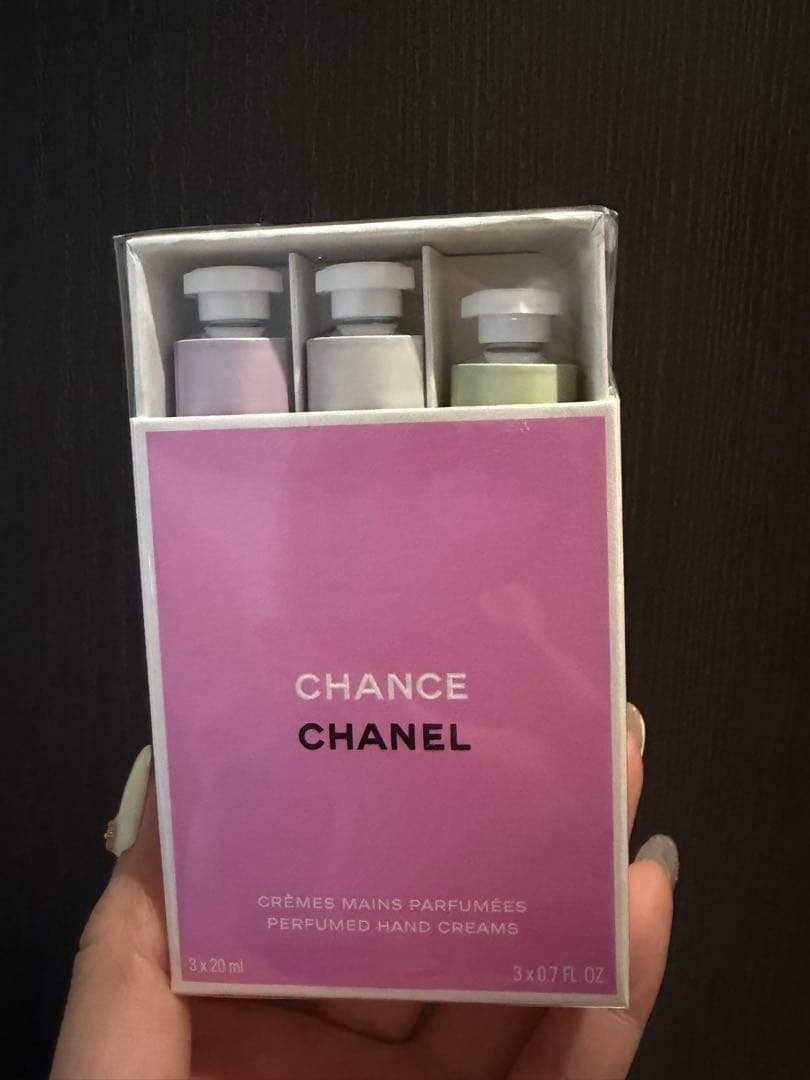 CHANCE
CHANEL
CRÈMES MAINS PARFUMÉES
PERFUMED HAND CREAMS
3 x 20 ml
3 x 0.7 FL. OZ